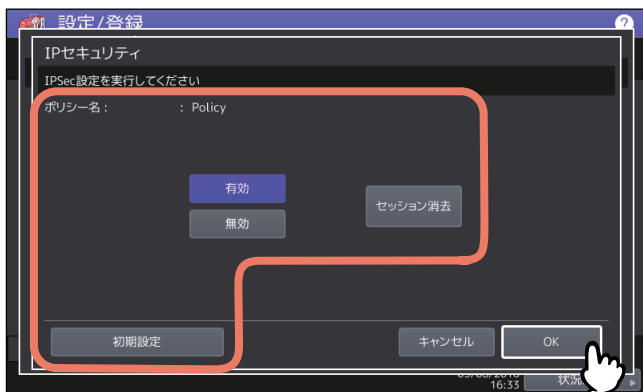 設定/登録
?
IPセキュリティ
IPSec設定を実行してください
ポリシー名 : : Policy
有効
セッション消去
無効
初期設定 キャンセル OK
16:33 状況